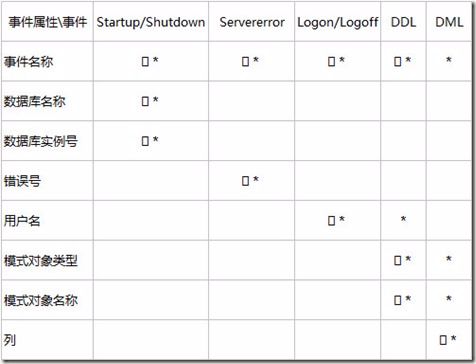 事件属性\事件 Startup/Shutdown Servererror Logon/Logoff DDL DML
事件名称 ▯ * ▯ * ▯ * ▯ * *
数据库名称 ▯ *
数据库实例号 ▯ *
错误号 ▯ *
用户名 ▯ * *
模式对象类型 ▯ * *
模式对象名称 ▯ * *
列 ▯ *